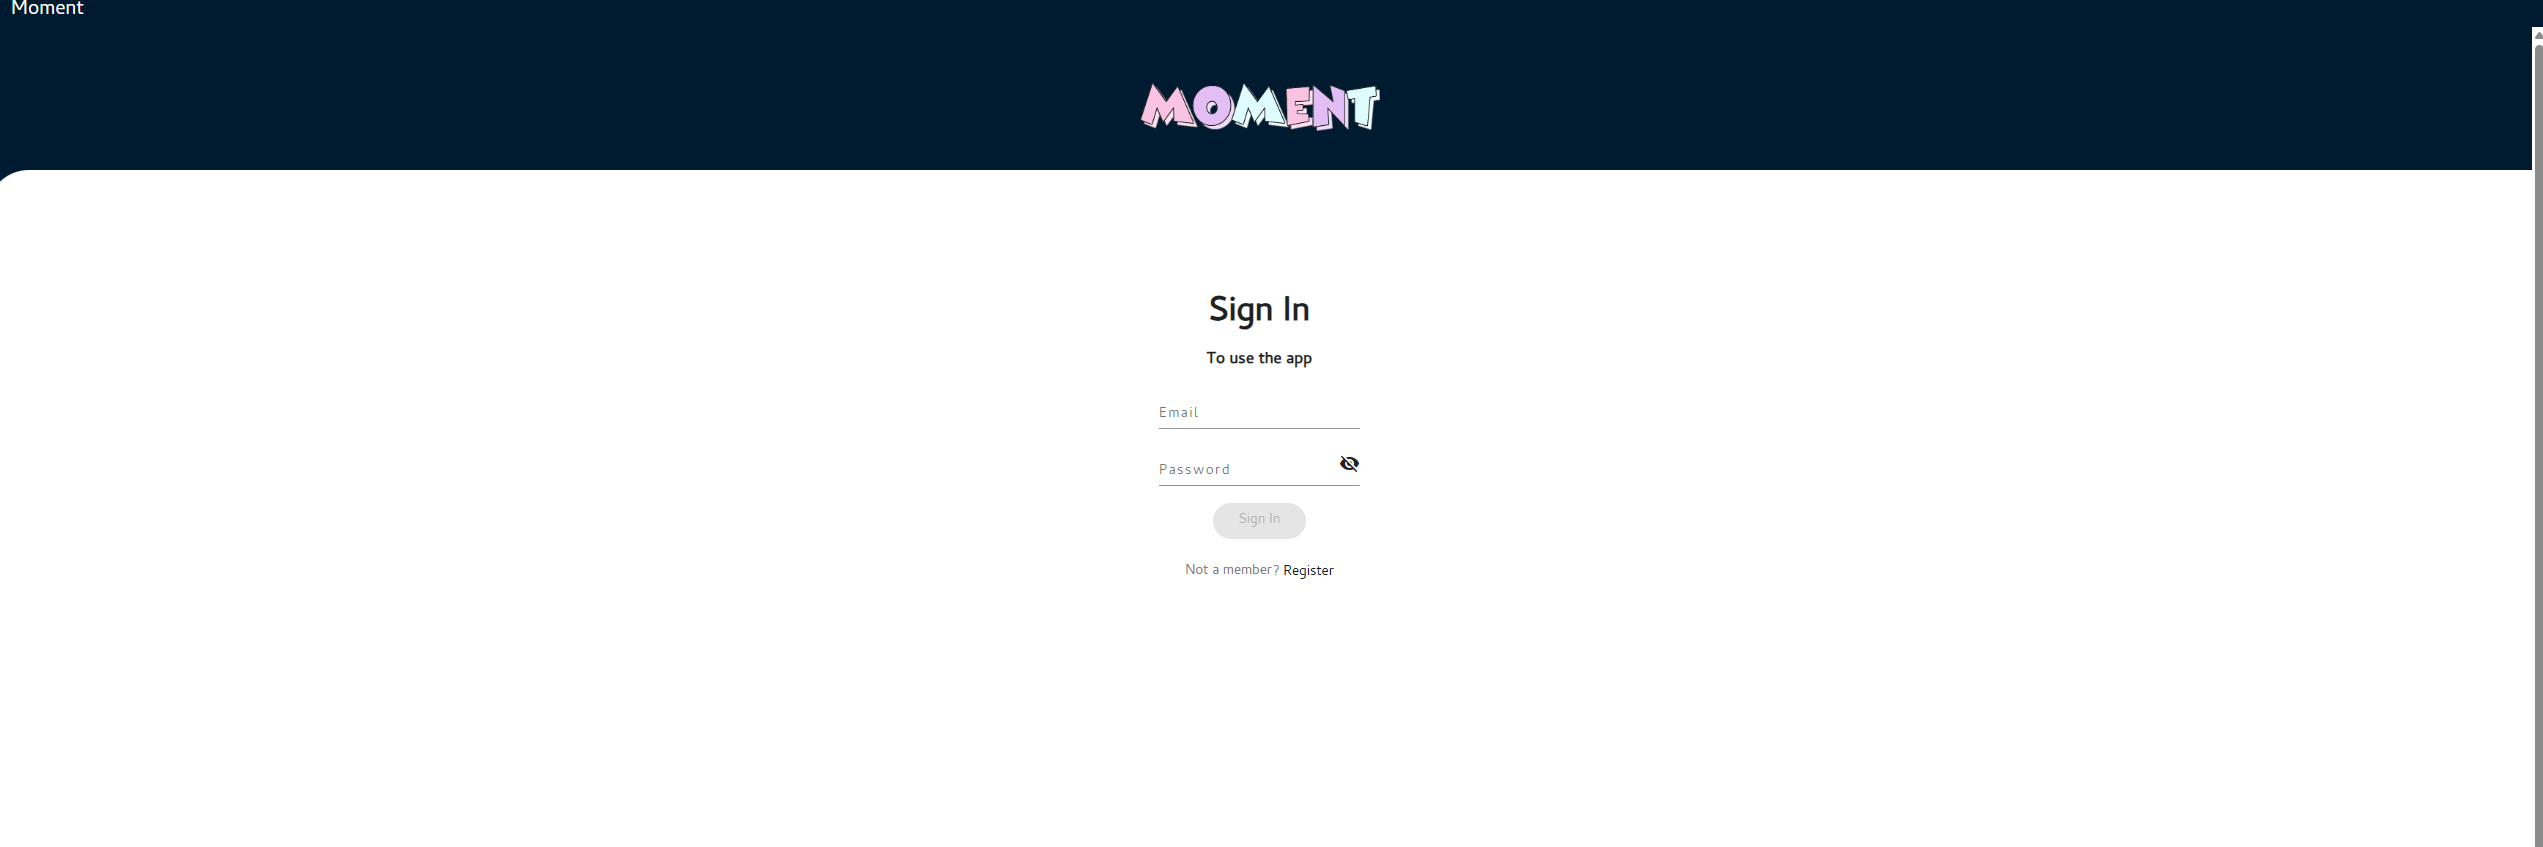 Moment
MOMENT
Sign In
To use the app
Email
Password
Sign In
Not a member? Register